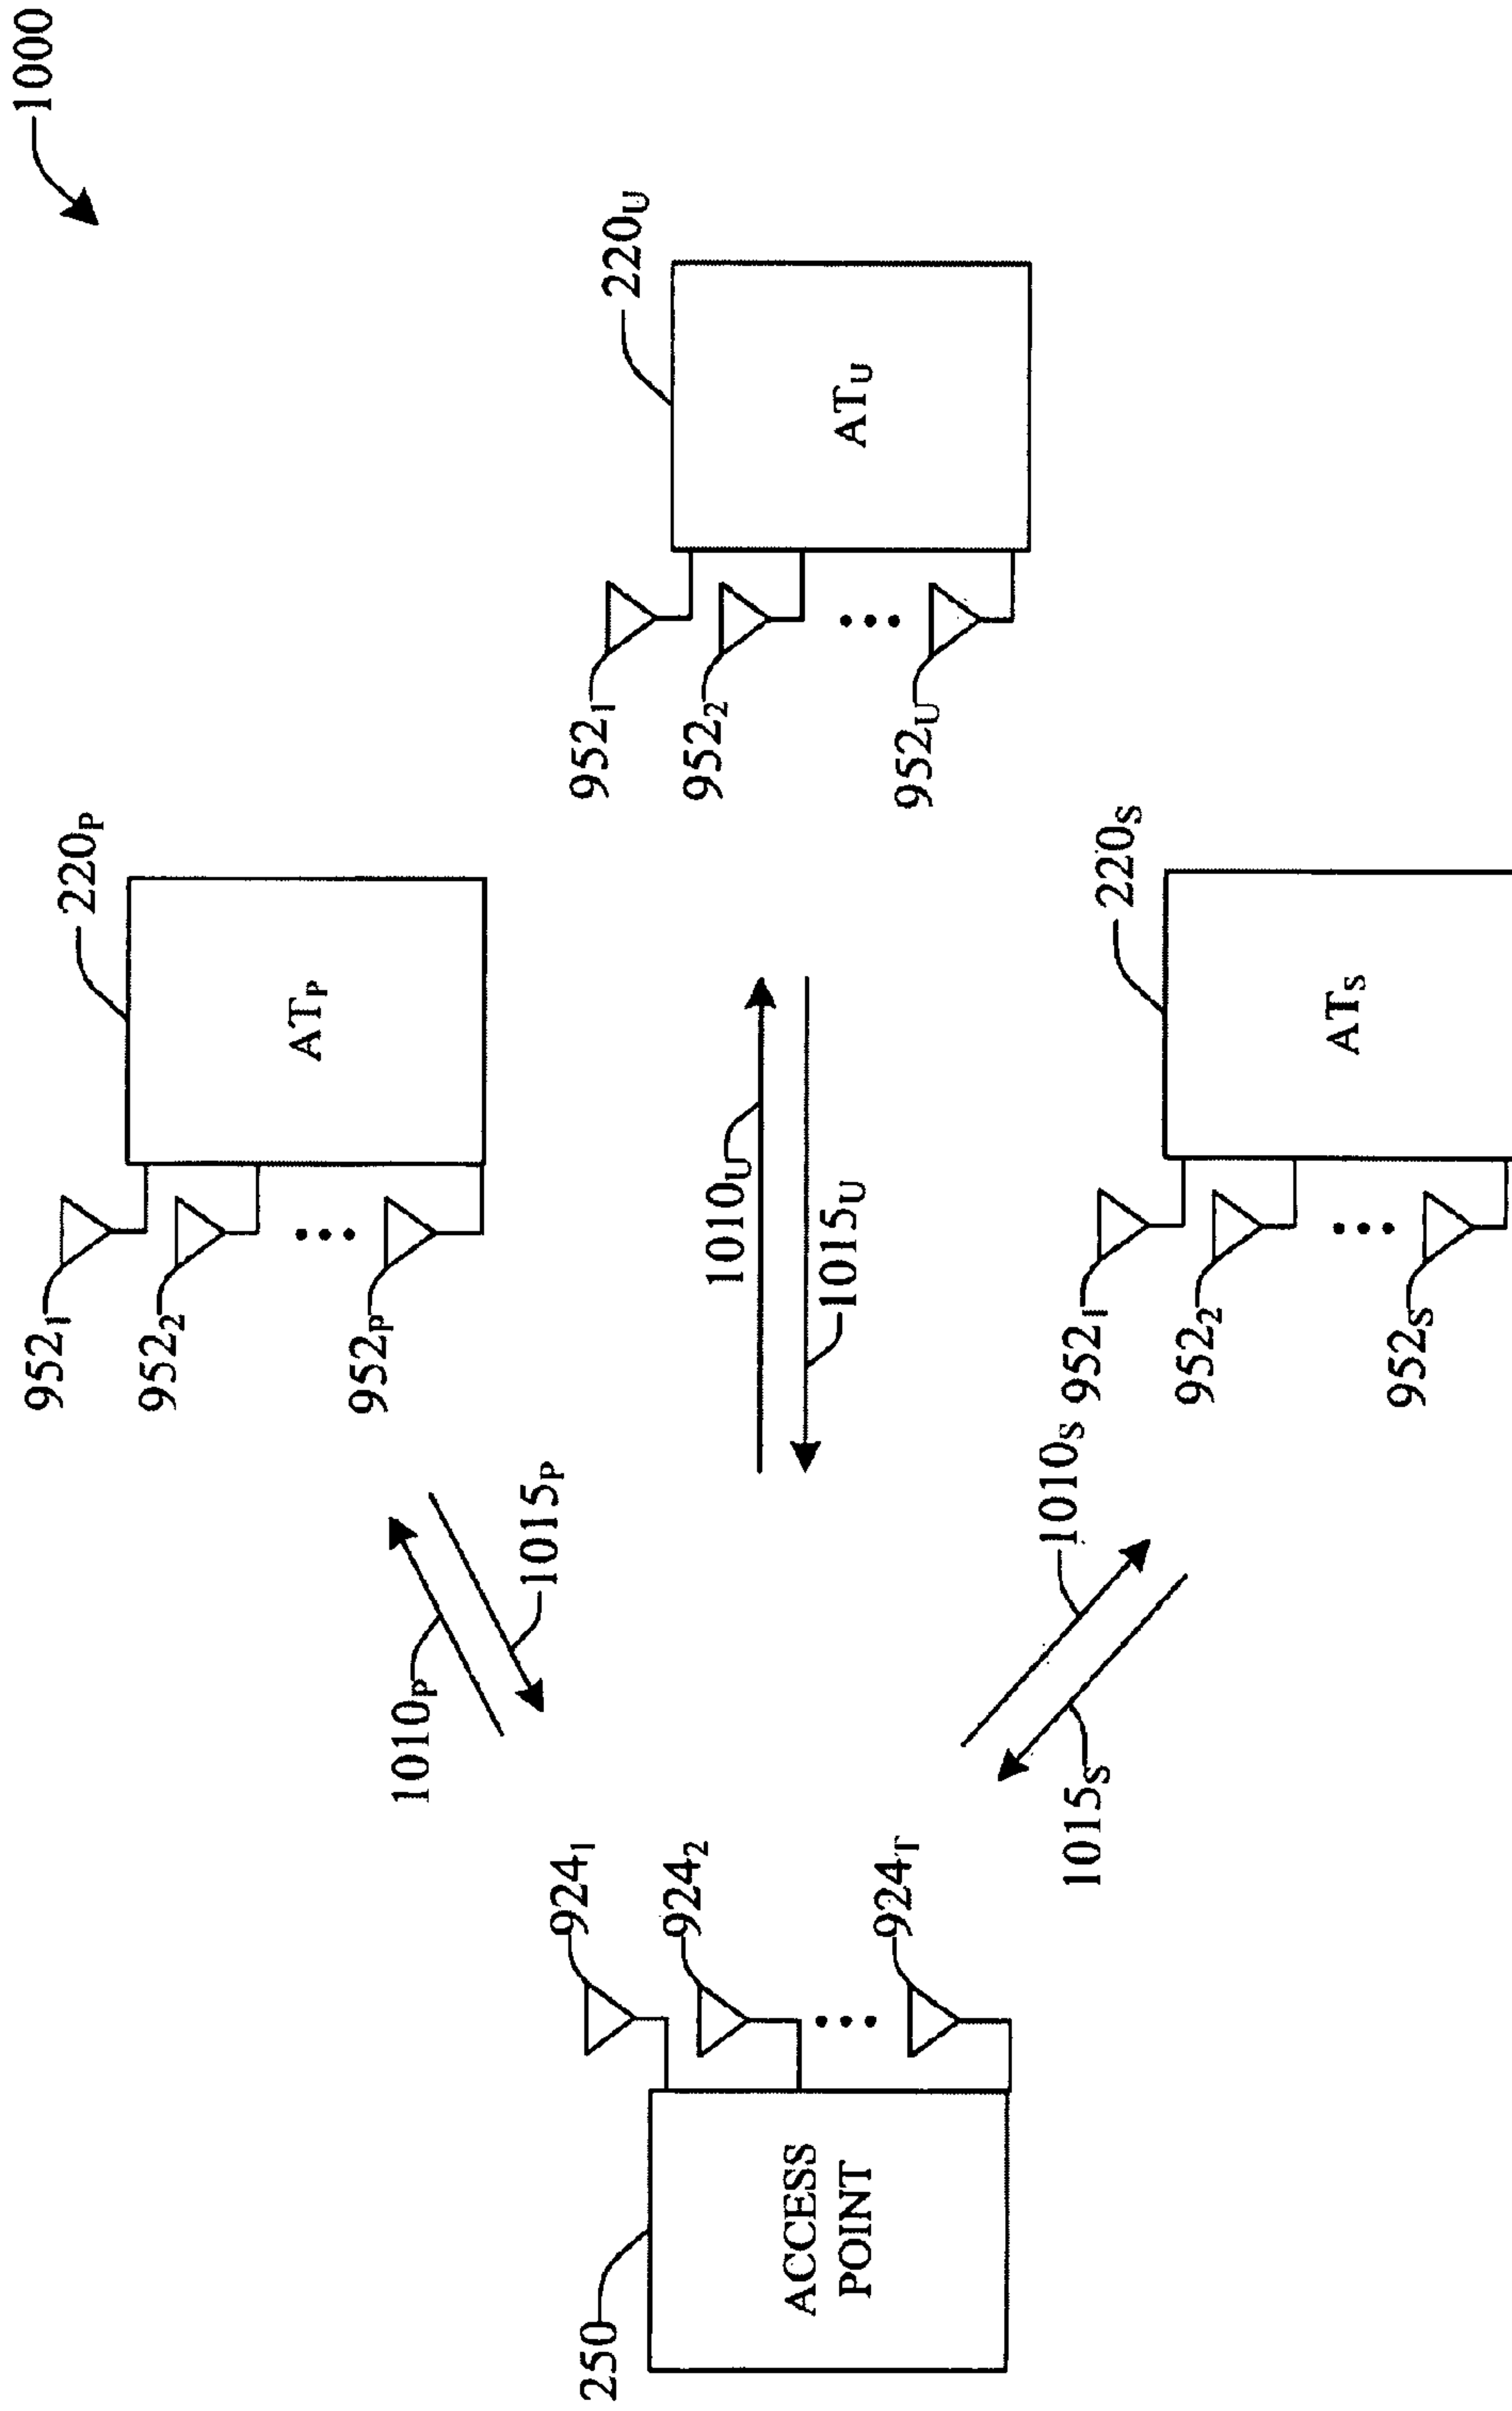 1000
220P
9521
9522
952P
ATP
1010P
1015P
220U
9521
9522
952U
ATU
9241
9242
924T
250
ACCESS
POINT
1010U
1015U
1010S
1015S
220S
9521
9522
952S
ATS